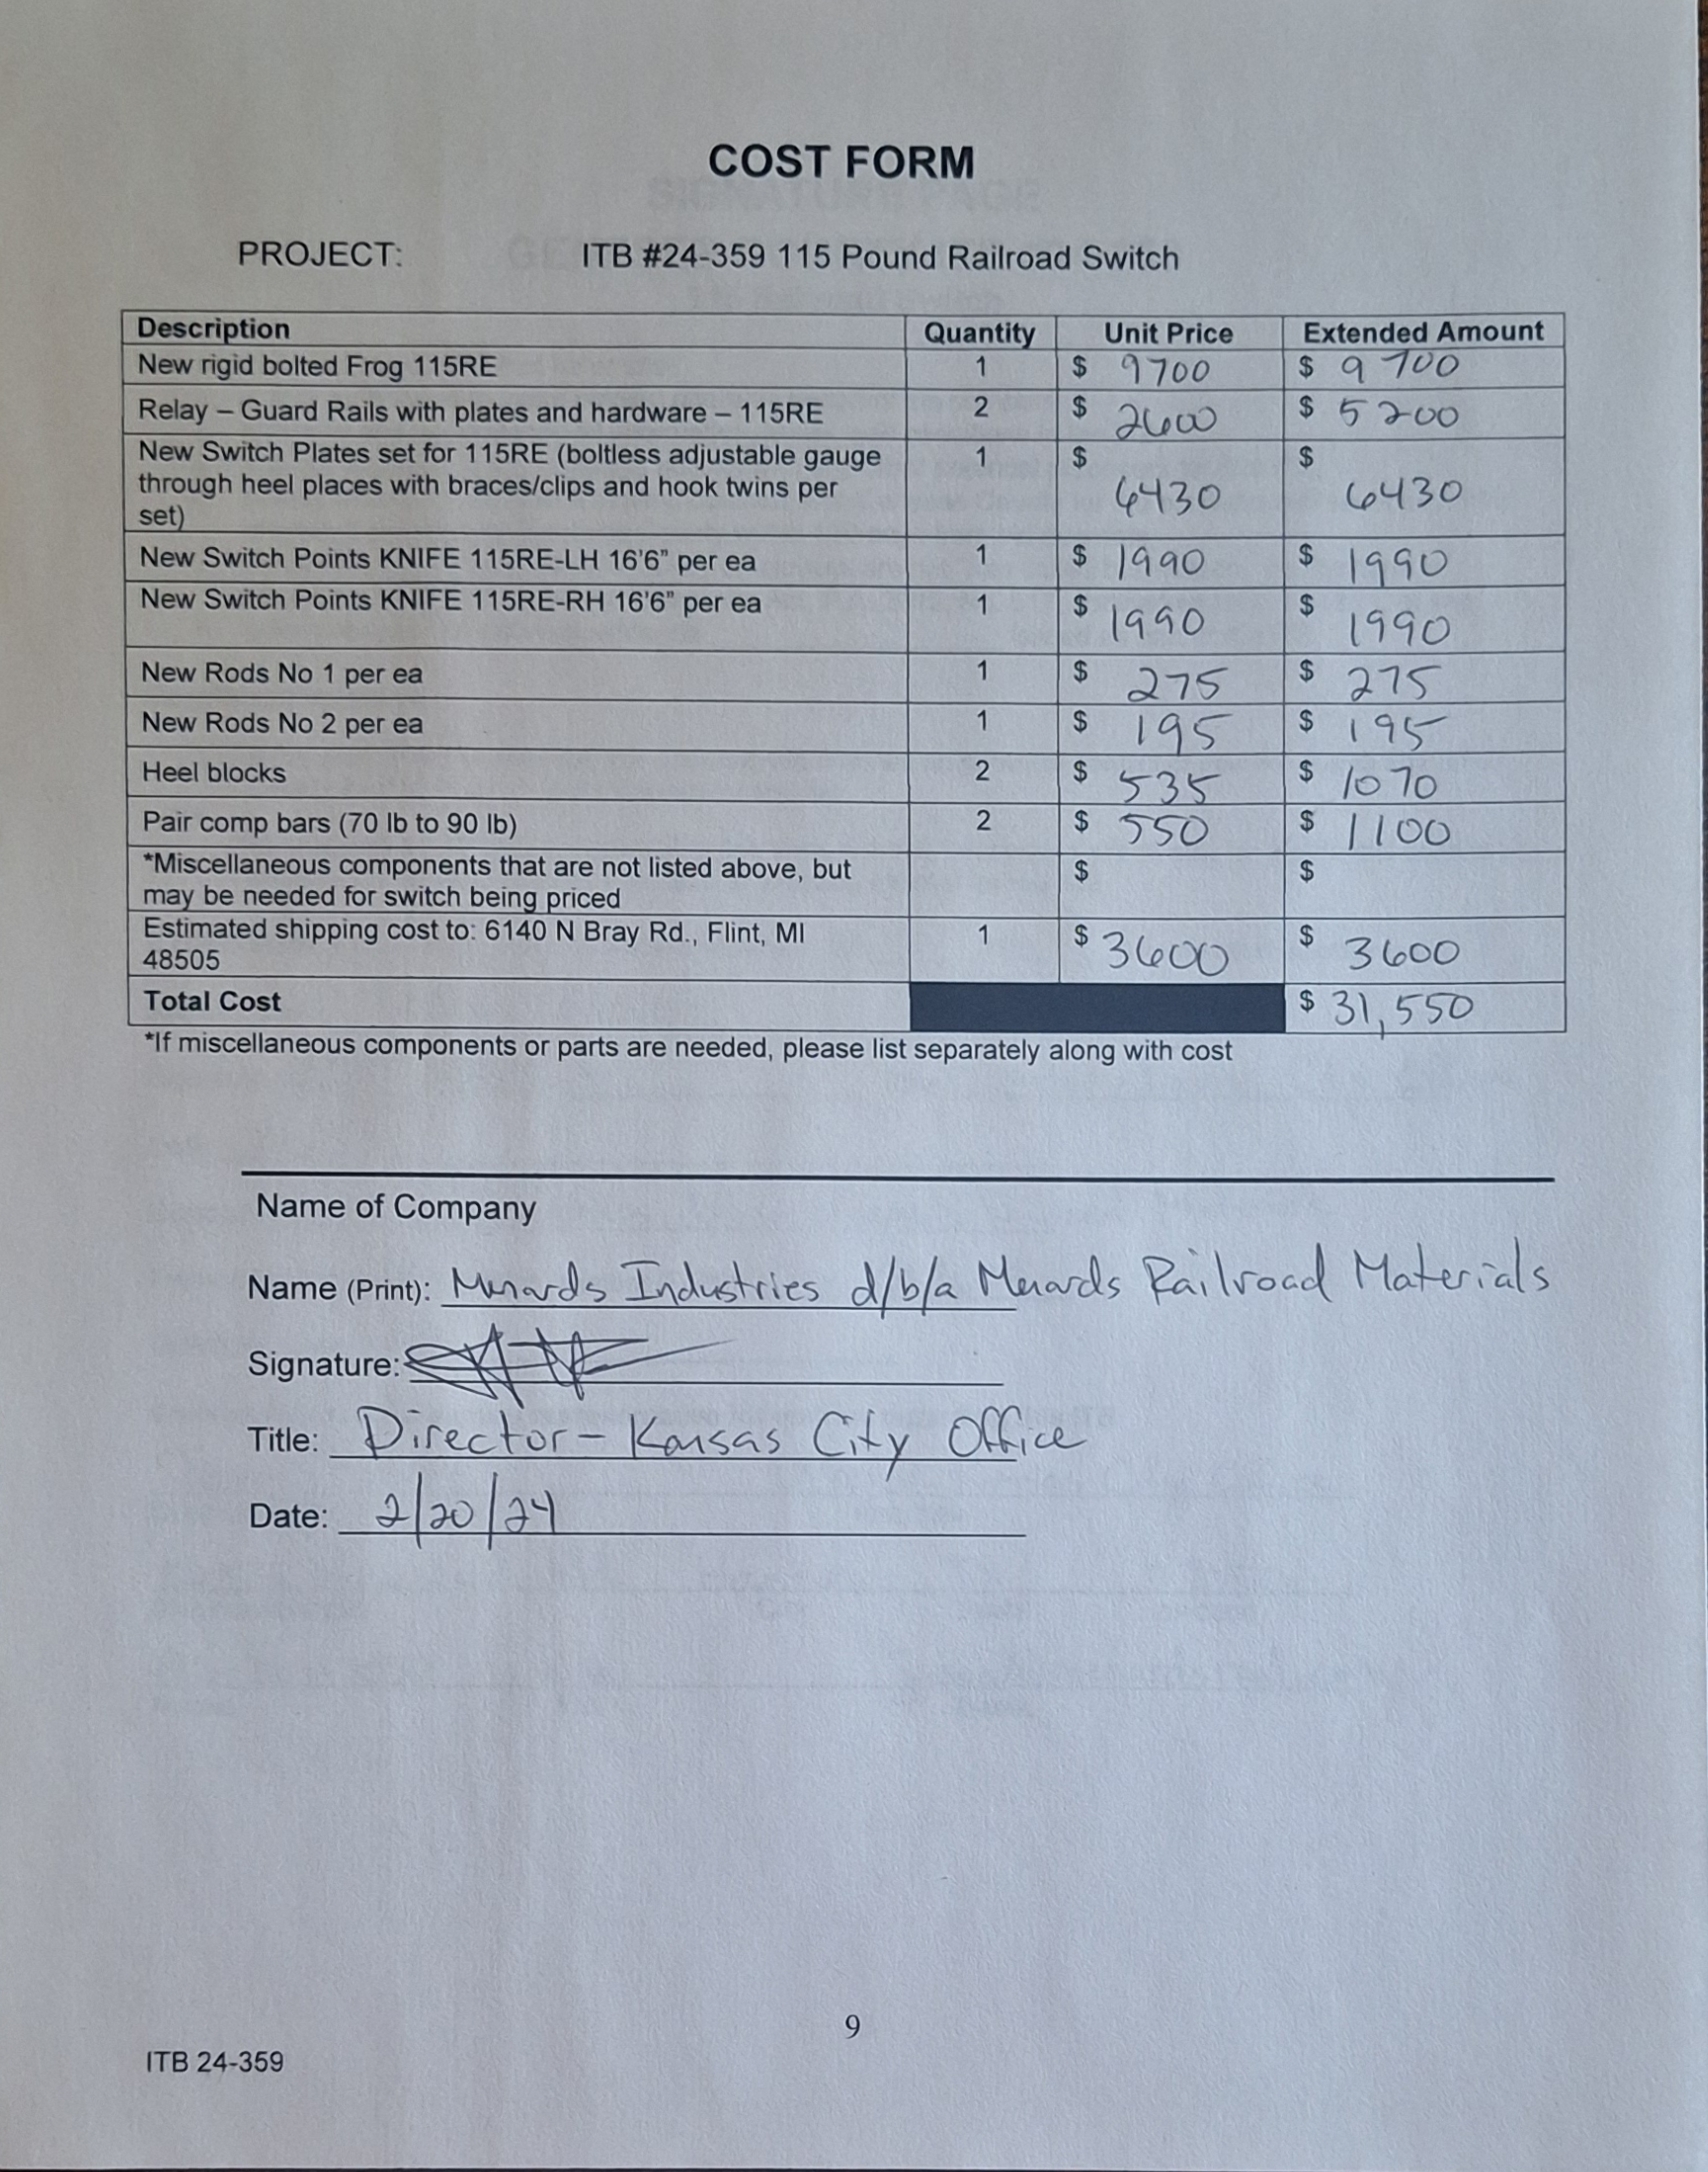 COST FORM
PROJECT: ITB #24-359 115 Pound Railroad Switch
Description Quantity Unit Price Extended Amount
New rigid bolted Frog 115RE 1 $ 9700 $ 9700
Relay – Guard Rails with plates and hardware – 115RE 2 $ 2600 $ 5200
New Switch Plates set for 115RE (boltless adjustable gauge 1 $ $
through heel places with braces/clips and hook twins per 6430 6430
set)
New Switch Points KNIFE 115RE-LH 16'6" per ea 1 $ 1990 $ 1990
New Switch Points KNIFE 115RE-RH 16'6" per ea 1 $ 1990 $ 1990
New Rods No 1 per ea 1 $ 275 $ 275
New Rods No 2 per ea 1 $ 195 $ 195
Heel blocks 2 $ 535 $ 1070
Pair comp bars (70 lb to 90 lb) 2 $ 550 $ 1100
*Miscellaneous components that are not listed above, but $ $
may be needed for switch being priced
Estimated shipping cost to: 6140 N Bray Rd., Flint, MI 1 $ 3600 $ 3600
48505
Total Cost $ 31,550
*If miscellaneous components or parts are needed, please list separately along with cost
Name of Company
Name (Print): Menards Industries d/b/a Menards Railroad Materials
Signature:
Title: Director - Kansas City Office
Date: 2/20/24
9
ITB 24-359